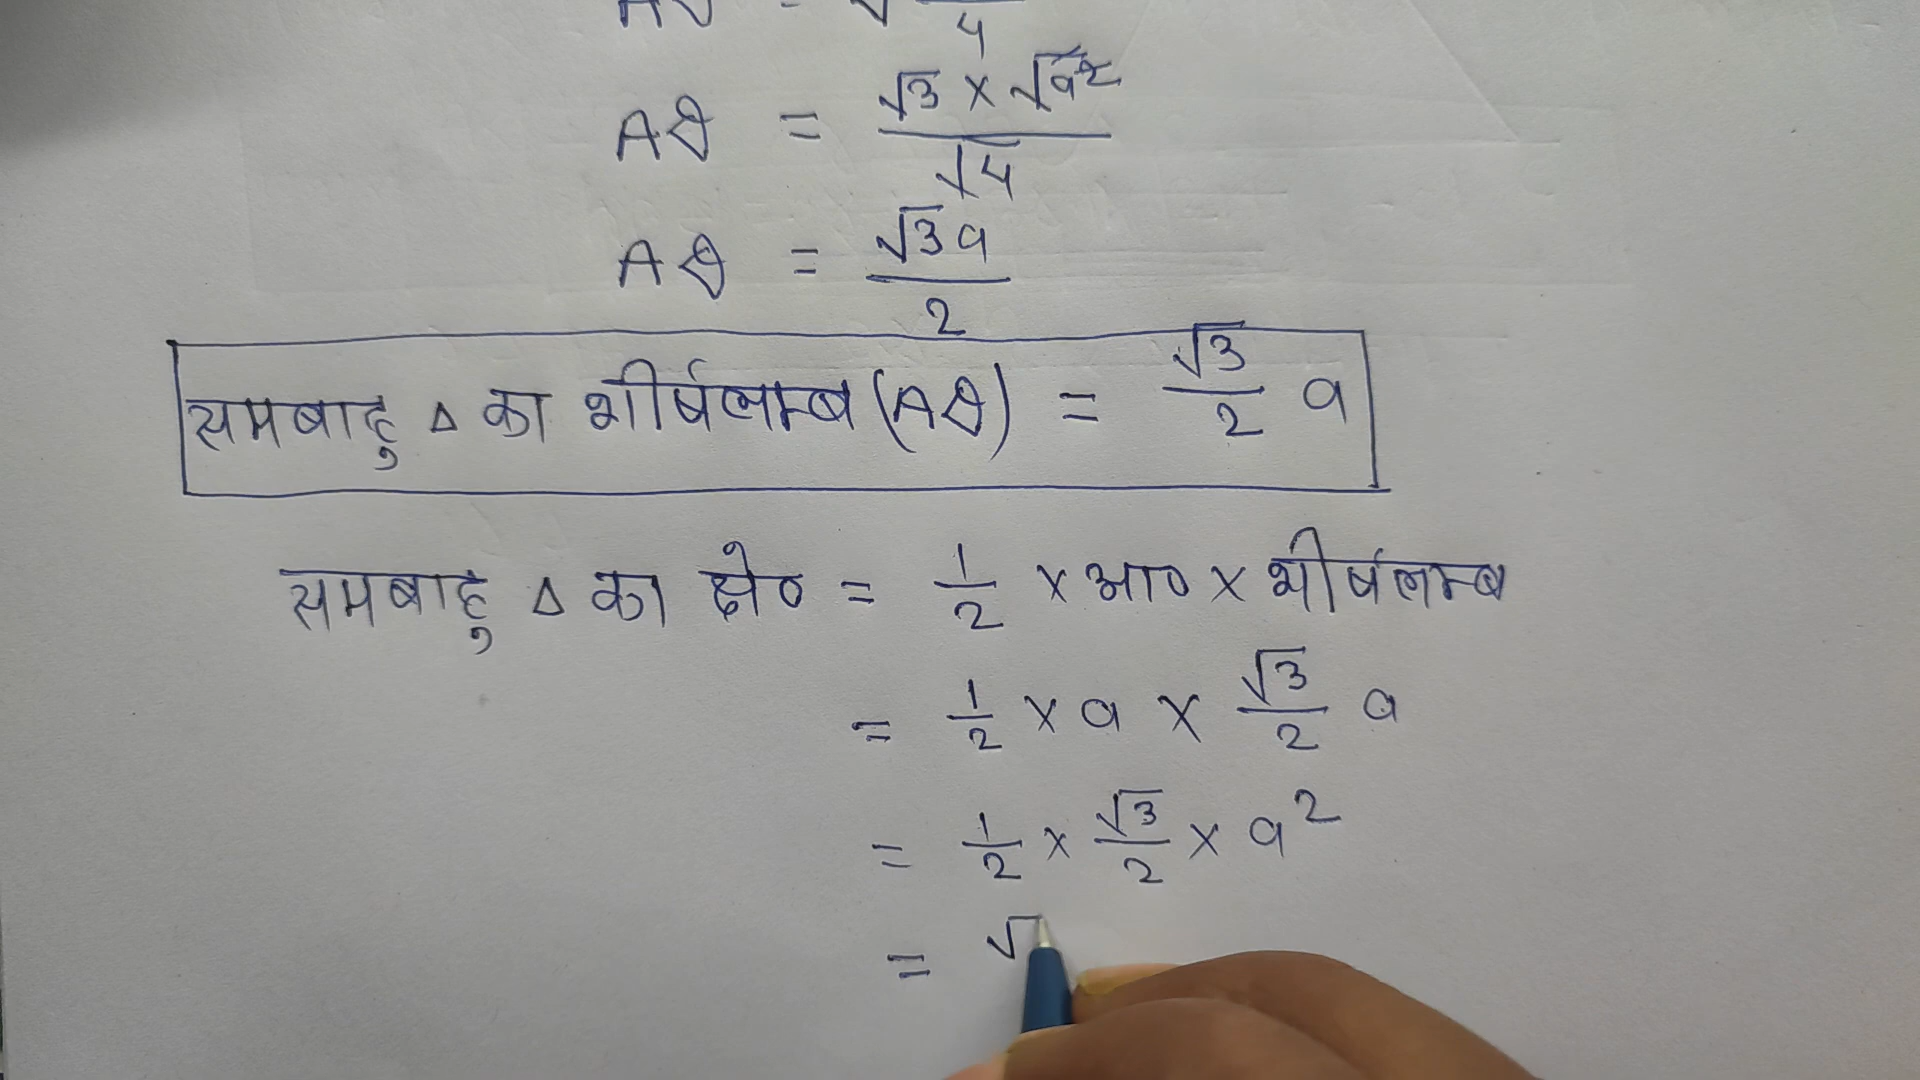 4
AD = √3 × √a² / √4
AD = √3a / 2
समबाहु △ का शीर्षलम्ब (AD) = √3/2 a
समबाहु △ का क्षे० = 1/2 × आ० × शीर्षलम्ब
= 1/2 × a × √3/2 a
= 1/2 × √3/2 × a²
= √